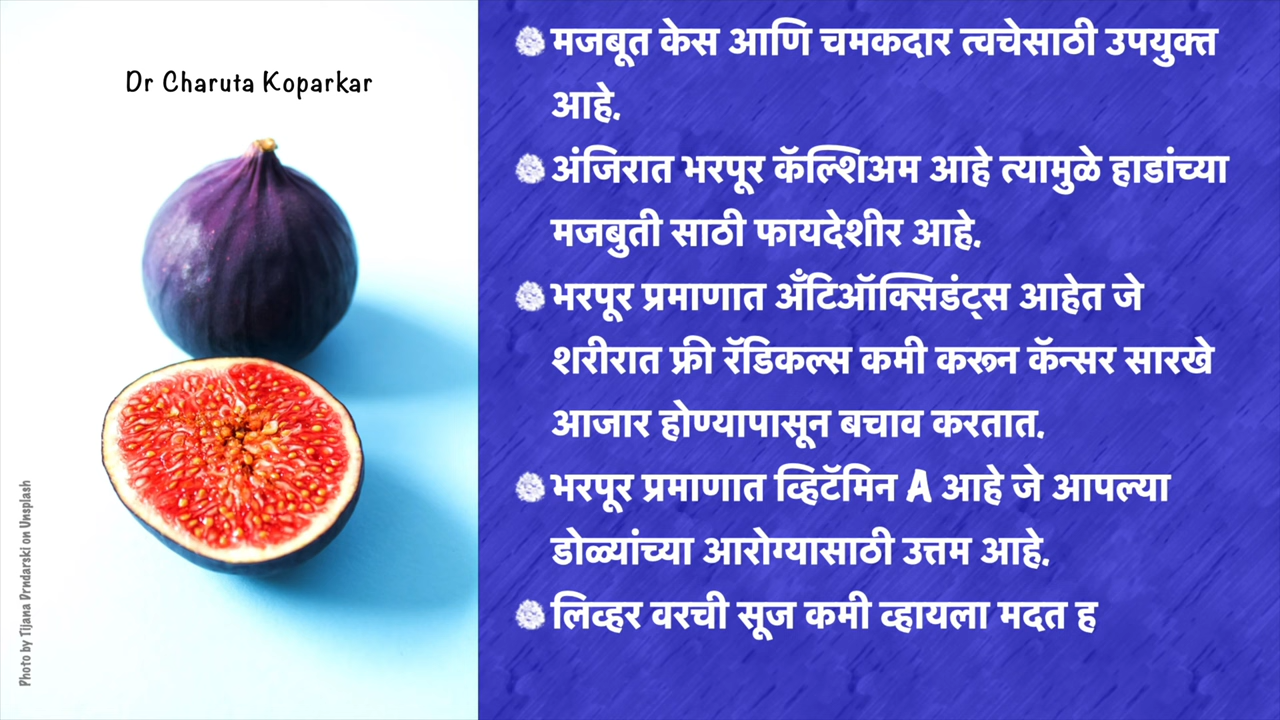 Dr Charuta Koparkar
मजबूत केस आणि चमकदार त्वचेसाठी उपयुक्त
आहे.
अंजिरात भरपूर कॅल्शिअम आहे त्यामुळे हाडांच्या
मजबुती साठी फायदेशीर आहे.
भरपूर प्रमाणात अँटिऑक्सिडंट्स आहेत जे
शरीरात फ्री रॅडिकल्स कमी करून कॅन्सर सारखे
आजार होण्यापासून बचाव करतात.
भरपूर प्रमाणात व्हिटॅमिन A आहे जे आपल्या
डोळ्यांच्या आरोग्यासाठी उत्तम आहे.
लिव्हर वरची सूज कमी व्हायला मदत ह
Photo by Tijana Drndarski on Unsplash